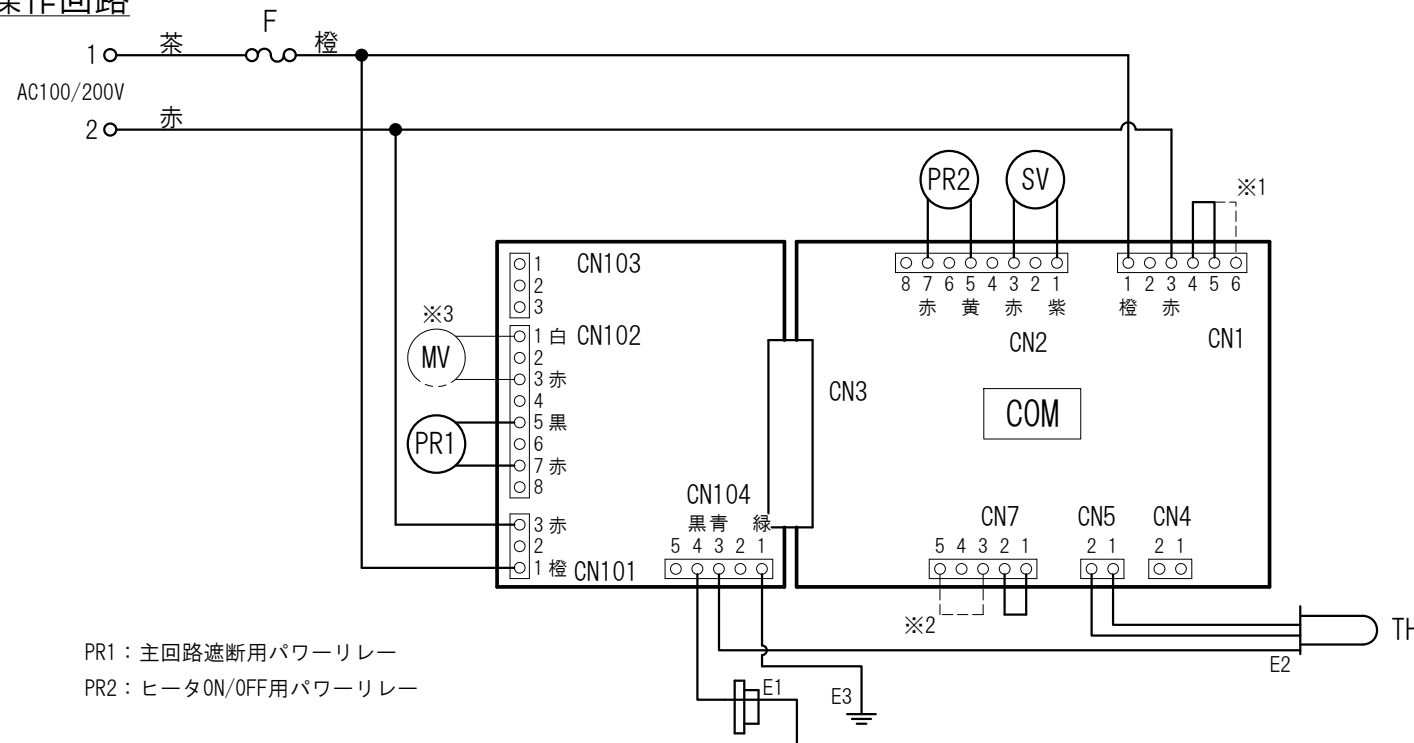 操作回路
F
1 茶 橙
AC100/200V
2 赤
PR2 SV ※1
CN103
1
2
3
8 7 6 5 4 3 2 1
赤 黄 赤 紫
1 2 3 4 5 6
橙 赤
CN2 CN1
※3
MV
CN102
1 白
2
3 赤
4
5 黒
6
7 赤
8
PR1
CN3
COM
CN104
黒 青 緑
5 4 3 2 1
3 赤
2
1 橙 CN101
CN7 CN5 CN4
5 4 3 2 1
2 1
2 1
※2
TH
E2
E1
E3
PR1：主回路遮断用パワーリレー
PR2：ヒータON/OFF用パワーリレー